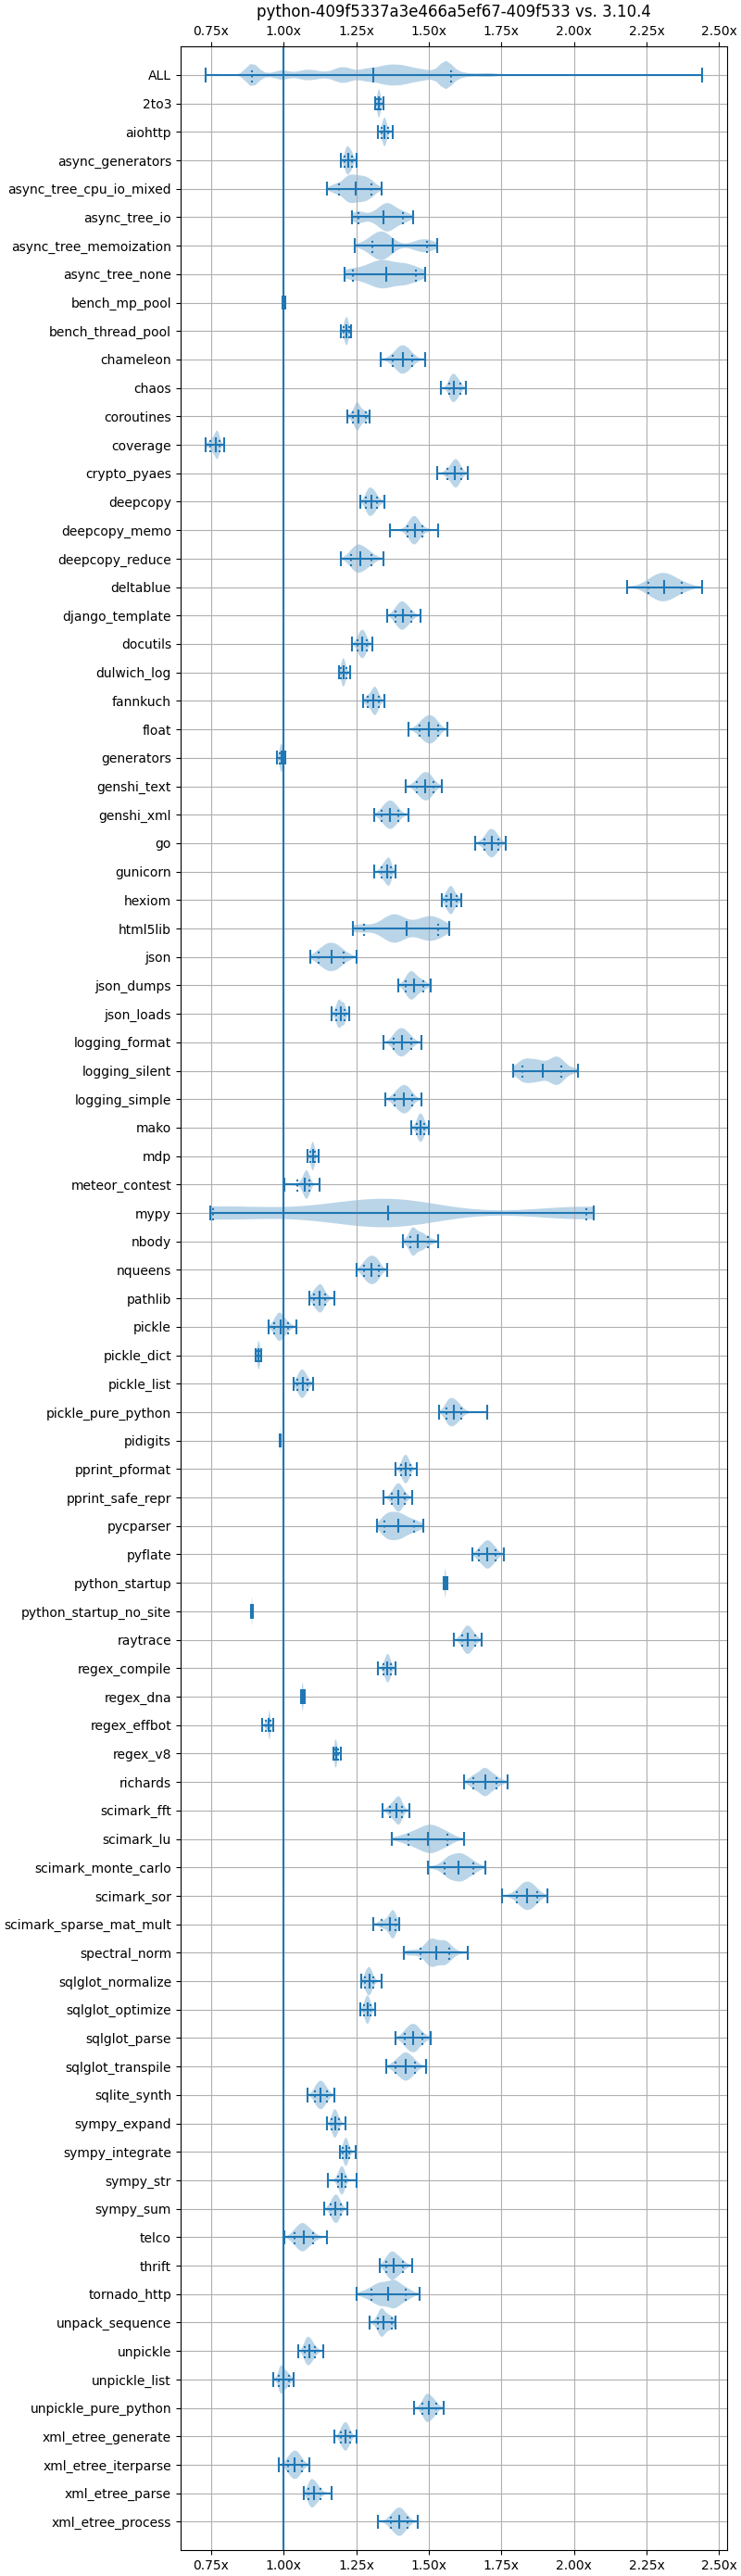 python-409f5337a3e466a5ef67-409f533 vs. 3.10.4
0.75x 1.00x 1.25x 1.50x 1.75x 2.00x 2.25x 2.50x
ALL
2to3
aiohttp
async_generators
async_tree_cpu_io_mixed
async_tree_io
async_tree_memoization
async_tree_none
bench_mp_pool
bench_thread_pool
chameleon
chaos
coroutines
coverage
crypto_pyaes
deepcopy
deepcopy_memo
deepcopy_reduce
deltablue
django_template
docutils
dulwich_log
fannkuch
float
generators
genshi_text
genshi_xml
go
gunicorn
hexiom
html5lib
json
json_dumps
json_loads
logging_format
logging_silent
logging_simple
mako
mdp
meteor_contest
mypy
nbody
nqueens
pathlib
pickle
pickle_dict
pickle_list
pickle_pure_python
pidigits
pprint_pformat
pprint_safe_repr
pycparser
pyflate
python_startup
python_startup_no_site
raytrace
regex_compile
regex_dna
regex_effbot
regex_v8
richards
scimark_fft
scimark_lu
scimark_monte_carlo
scimark_sor
scimark_sparse_mat_mult
spectral_norm
sqlglot_normalize
sqlglot_optimize
sqlglot_parse
sqlglot_transpile
sqlite_synth
sympy_expand
sympy_integrate
sympy_str
sympy_sum
telco
thrift
tornado_http
unpack_sequence
unpickle
unpickle_list
unpickle_pure_python
xml_etree_generate
xml_etree_iterparse
xml_etree_parse
xml_etree_process
0.75x 1.00x 1.25x 1.50x 1.75x 2.00x 2.25x 2.50x